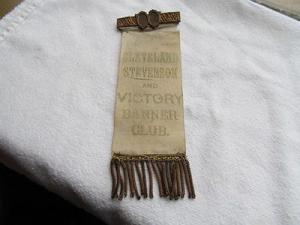 CLEVELAND
STEVENSON
AND
VICTORY
BANNER
CLUB.